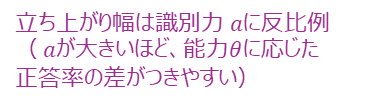 立ち上がり幅は識別力 𝑎に反比例
（ 𝑎が大きいほど、能力𝜃に応じた
正答率の差がつきやすい）